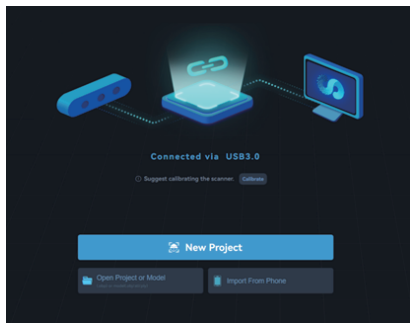 Connected via USB3.0
Suggest calibrating the scanner. Calibrate
New Project
Open Project or Model
Import From Phone